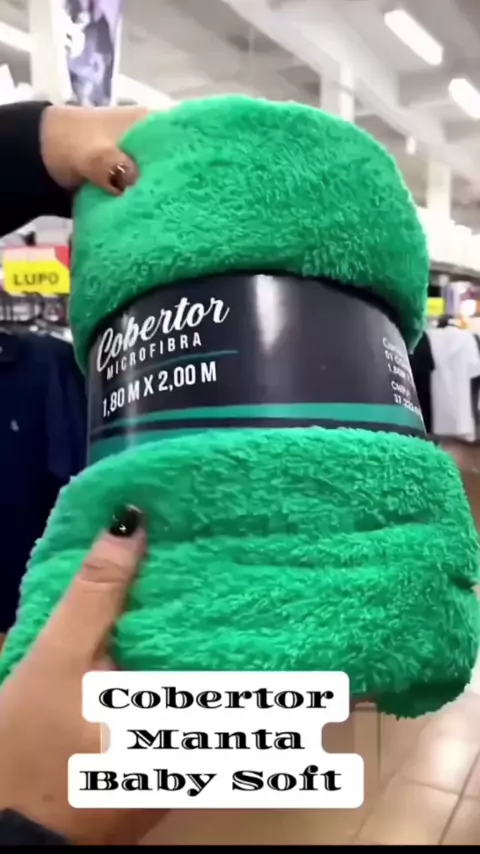 LUPO
Cobertor
MICROFIBRA
1,80 M X 2,00 M
Cobertor
Manta
Baby Soft